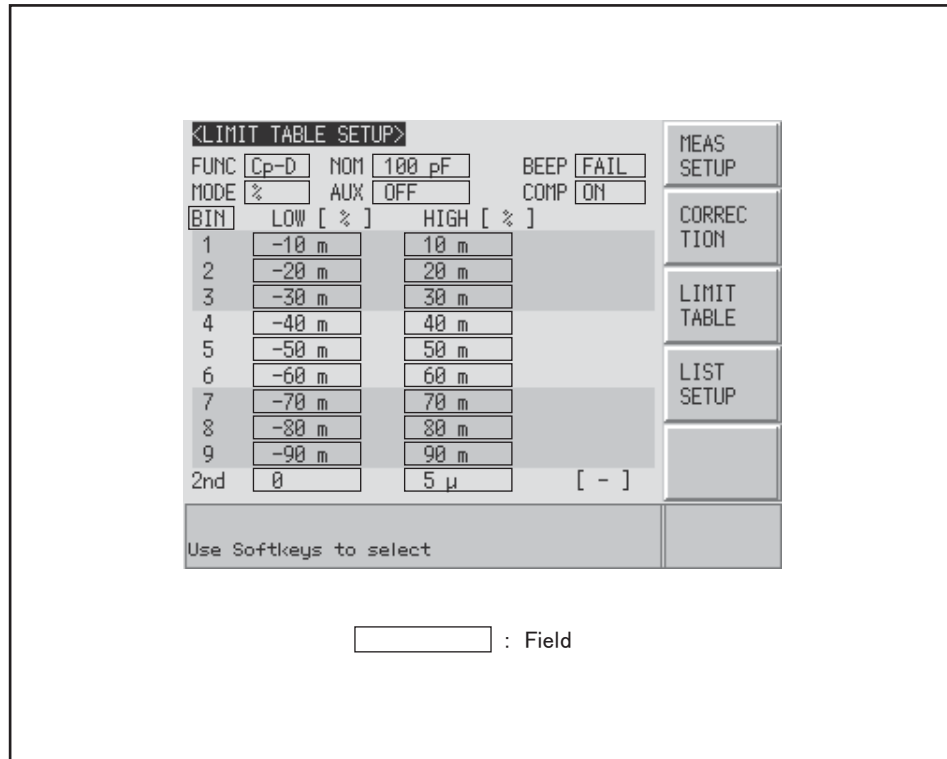 <LIMIT TABLE SETUP>
FUNC Cp-D NOM 100 pF BEEP FAIL
MODE % AUX OFF COMP ON
BIN LOW [ % ] HIGH [ % ]
1 -10 m 10 m
2 -20 m 20 m
3 -30 m 30 m
4 -40 m 40 m
5 -50 m 50 m
6 -60 m 60 m
7 -70 m 70 m
8 -80 m 80 m
9 -90 m 90 m
2nd 0 5 µ [ - ]
Use Softkeys to select
MEAS
SETUP
CORREC
TION
LIMIT
TABLE
LIST
SETUP
: Field